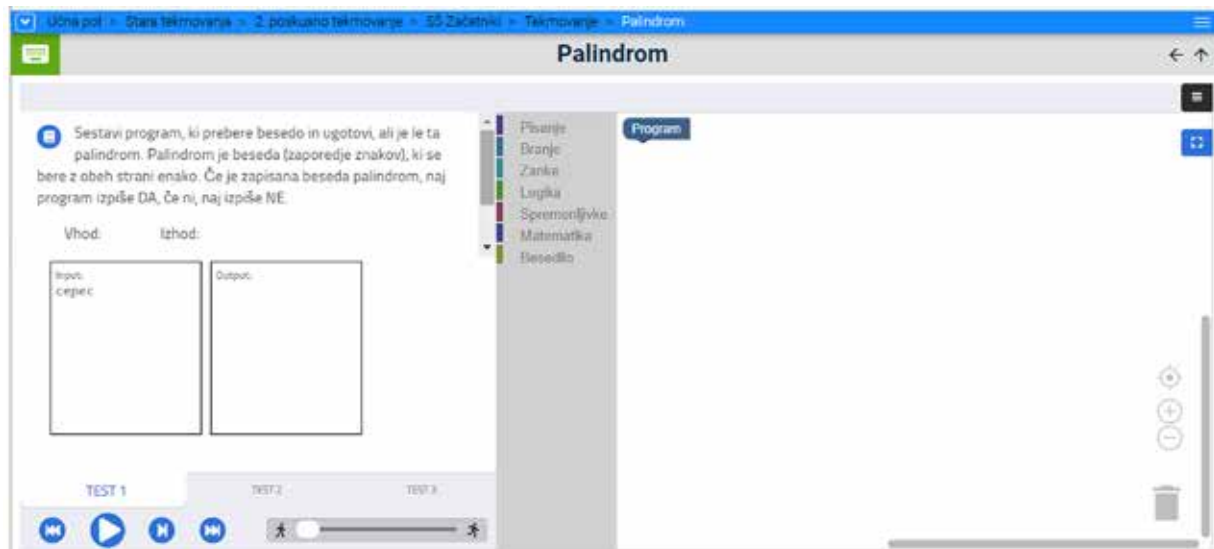 Učna pot > Stara tekmovanja > 2. poskusno tekmovanje > SŠ Začetniki > Tekmovanje > Palindrom
Palindrom
Sestavi program, ki prebere besedo in ugotovi, ali je le ta
palindrom. Palindrom je beseda (zaporedje znakov), ki se
bere z obeh strani enako. Če je zapisana beseda palindrom, naj
program izpiše DA, če ni, naj izpiše NE.
Vhod: Izhod:
Input:
cepec
Output:
TEST 1 TEST 2 TEST 3
Pisanje
Branje
Zanke
Logika
Spremenljivke
Matematika
Besedilo
Program